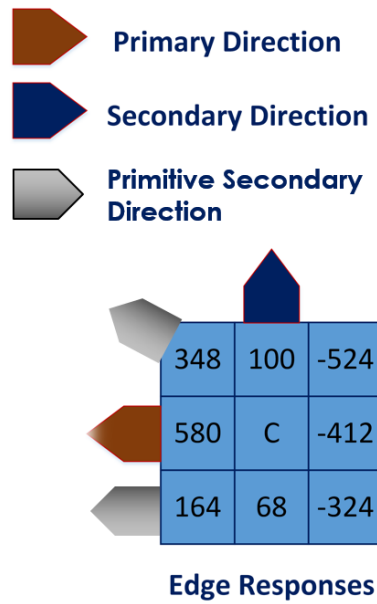 Primary Direction
Secondary Direction
Primitive Secondary
Direction
348 100 -524
580 C -412
164 68 -324
Edge Responses